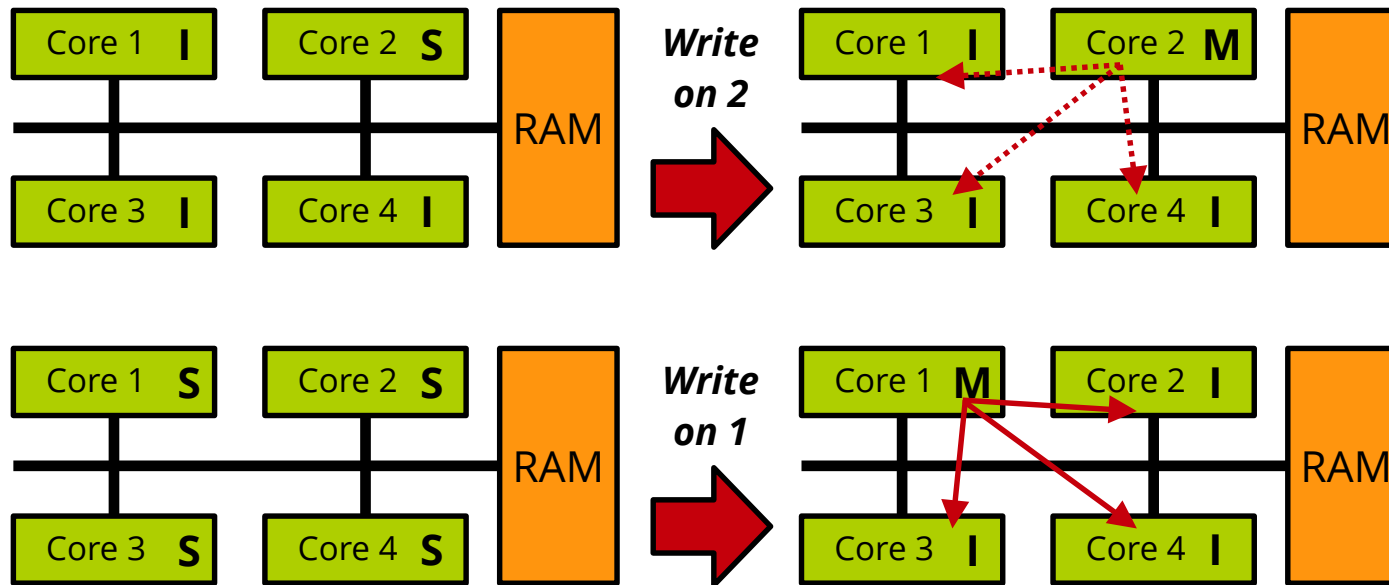 Core 1 I
Core 2 S
Core 3 I
Core 4 I
RAM
Write
on 2
Core 1 I
Core 2 M
Core 3 I
Core 4 I
RAM
Core 1 S
Core 2 S
Core 3 S
Core 4 S
RAM
Write
on 1
Core 1 M
Core 2 I
Core 3 I
Core 4 I
RAM